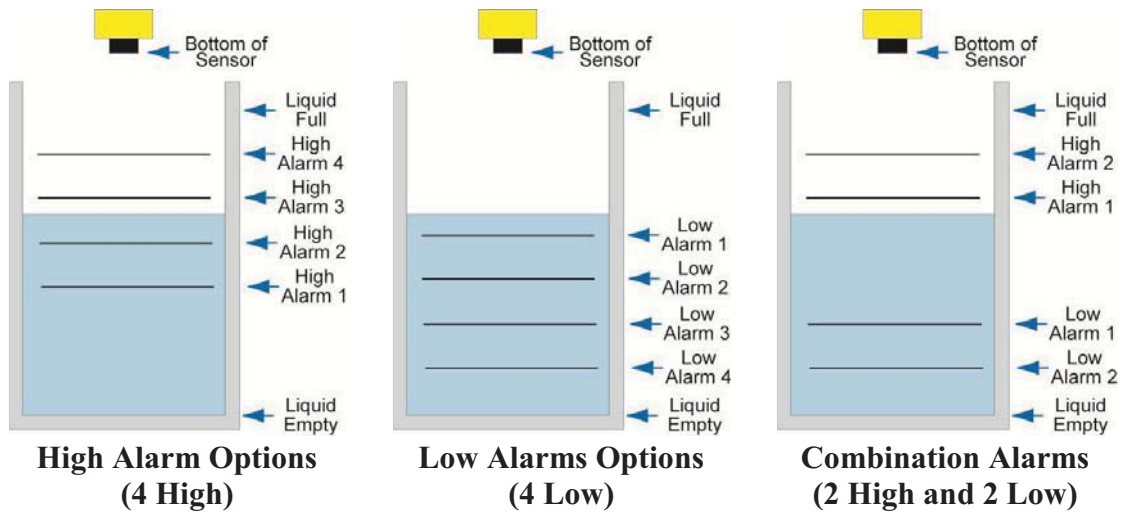 Bottom of
Sensor
Liquid
Full
High
Alarm 4
High
Alarm 3
High
Alarm 2
High
Alarm 1
Liquid
Empty
High Alarm Options
(4 High)
Bottom of
Sensor
Liquid
Full
Low
Alarm 1
Low
Alarm 2
Low
Alarm 3
Low
Alarm 4
Liquid
Empty
Low Alarms Options
(4 Low)
Bottom of
Sensor
Liquid
Full
High
Alarm 2
High
Alarm 1
Low
Alarm 1
Low
Alarm 2
Liquid
Empty
Combination Alarms
(2 High and 2 Low)